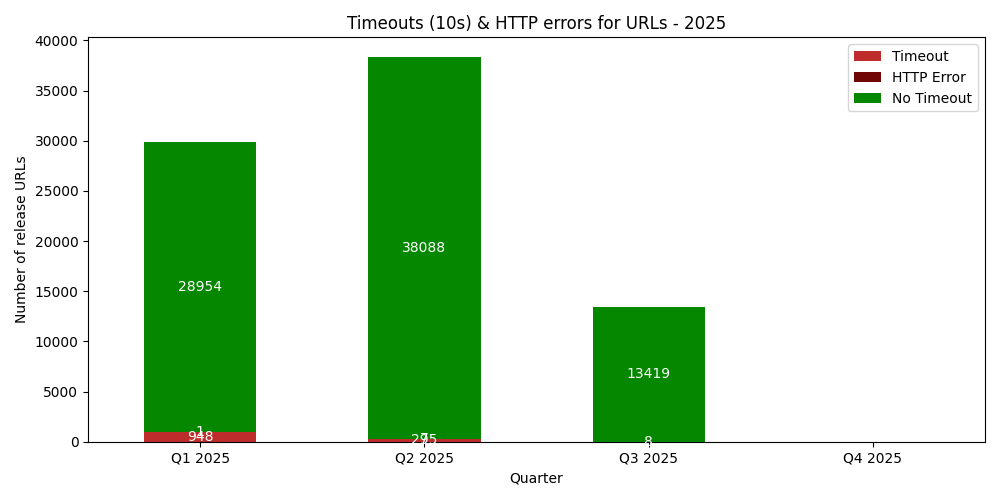 Timeouts (10s) & HTTP errors for URLs - 2025
Timeout
HTTP Error
No Timeout
Number of release URLs
40000
35000
30000
25000
20000
15000
10000
5000
0
28954
1
948
38088
295
13419
8
Q1 2025
Q2 2025
Q3 2025
Q4 2025
Quarter